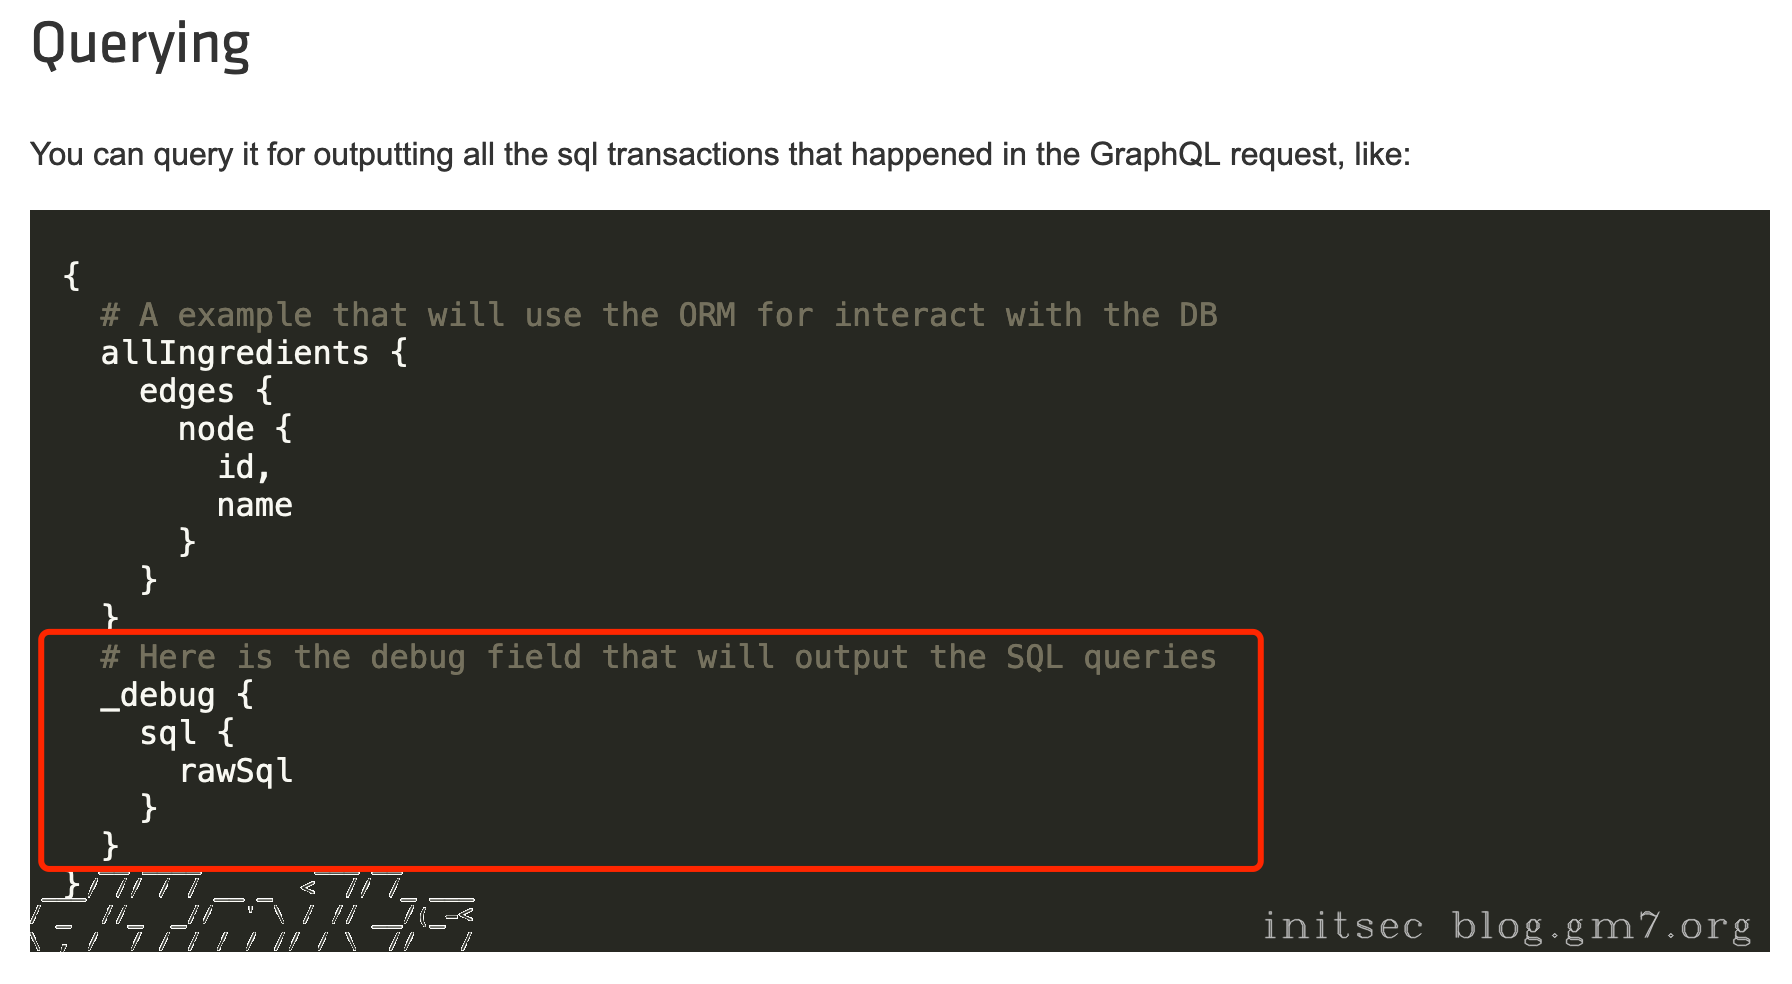 Querying
You can query it for outputting all the sql transactions that happened in the GraphQL request, like:
{
  # A example that will use the ORM for interact with the DB
  allIngredients {
    edges {
      node {
        id,
        name
      }
    }
  }
  # Here is the debug field that will output the SQL queries
  _debug {
    sql {
      rawSql
    }
  }
}
initsec blog.gm7.org